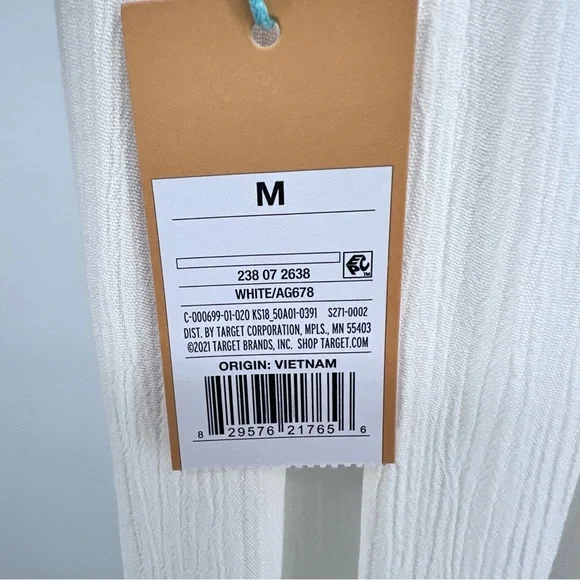 M
238 07 2638
WHITE/AG678
C-000699-01-020 KS18_50A01-0391 S271-0002
DIST. BY TARGET CORPORATION, MPLS., MN 55403
©2021 TARGET BRANDS, INC. SHOP TARGET.COM
ORIGIN: VIETNAM
8 29576 21765 6